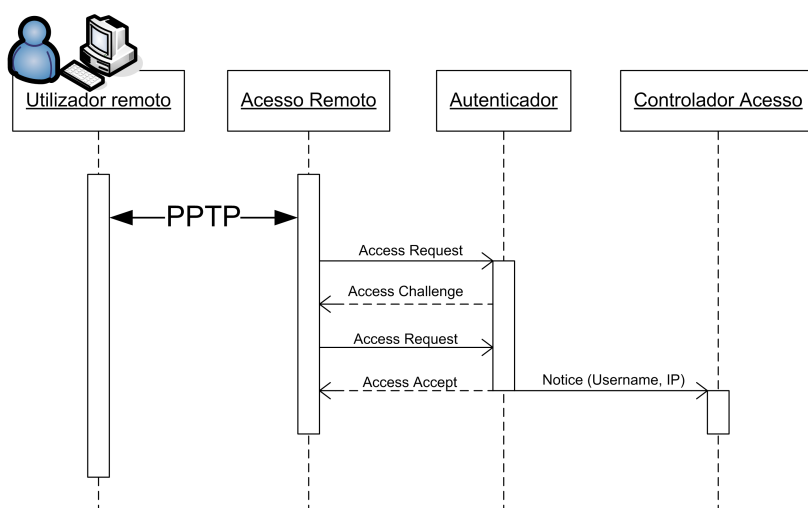 Utilizador remoto
Acesso Remoto
Autenticador
Controlador Acesso
PPTP
Access Request
Access Challenge
Access Request
Access Accept
Notice (Username, IP)